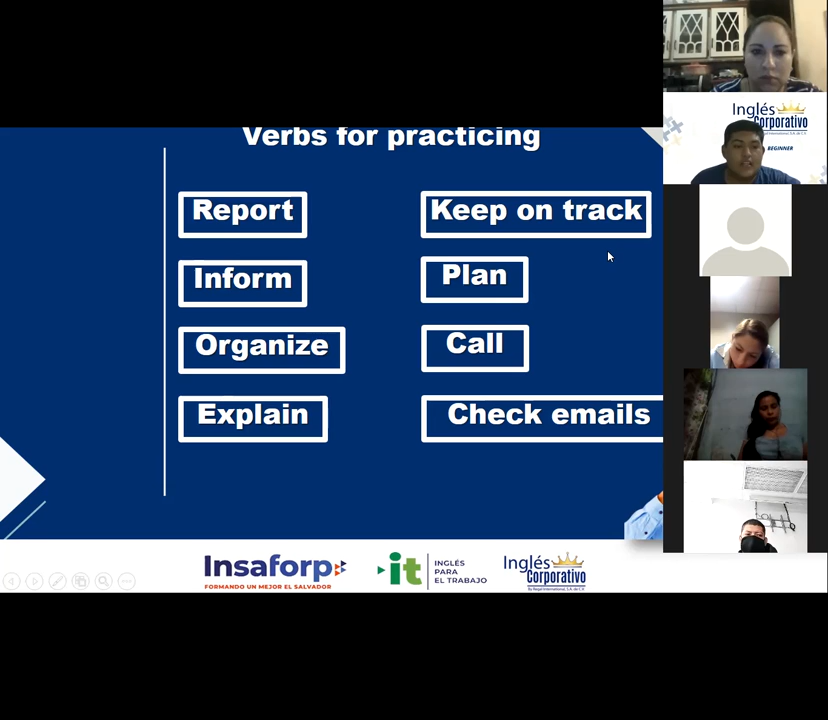 Verbs for practicing
Report
Inform
Organize
Explain
Keep on track
Plan
Call
Check emails
Insaforp
FORMANDO UN MEJOR EL SALVADOR
it
INGLÉS
PARA
EL TRABAJO
Inglés
Corporativo
Inglés
Corporativo
BEGINNER